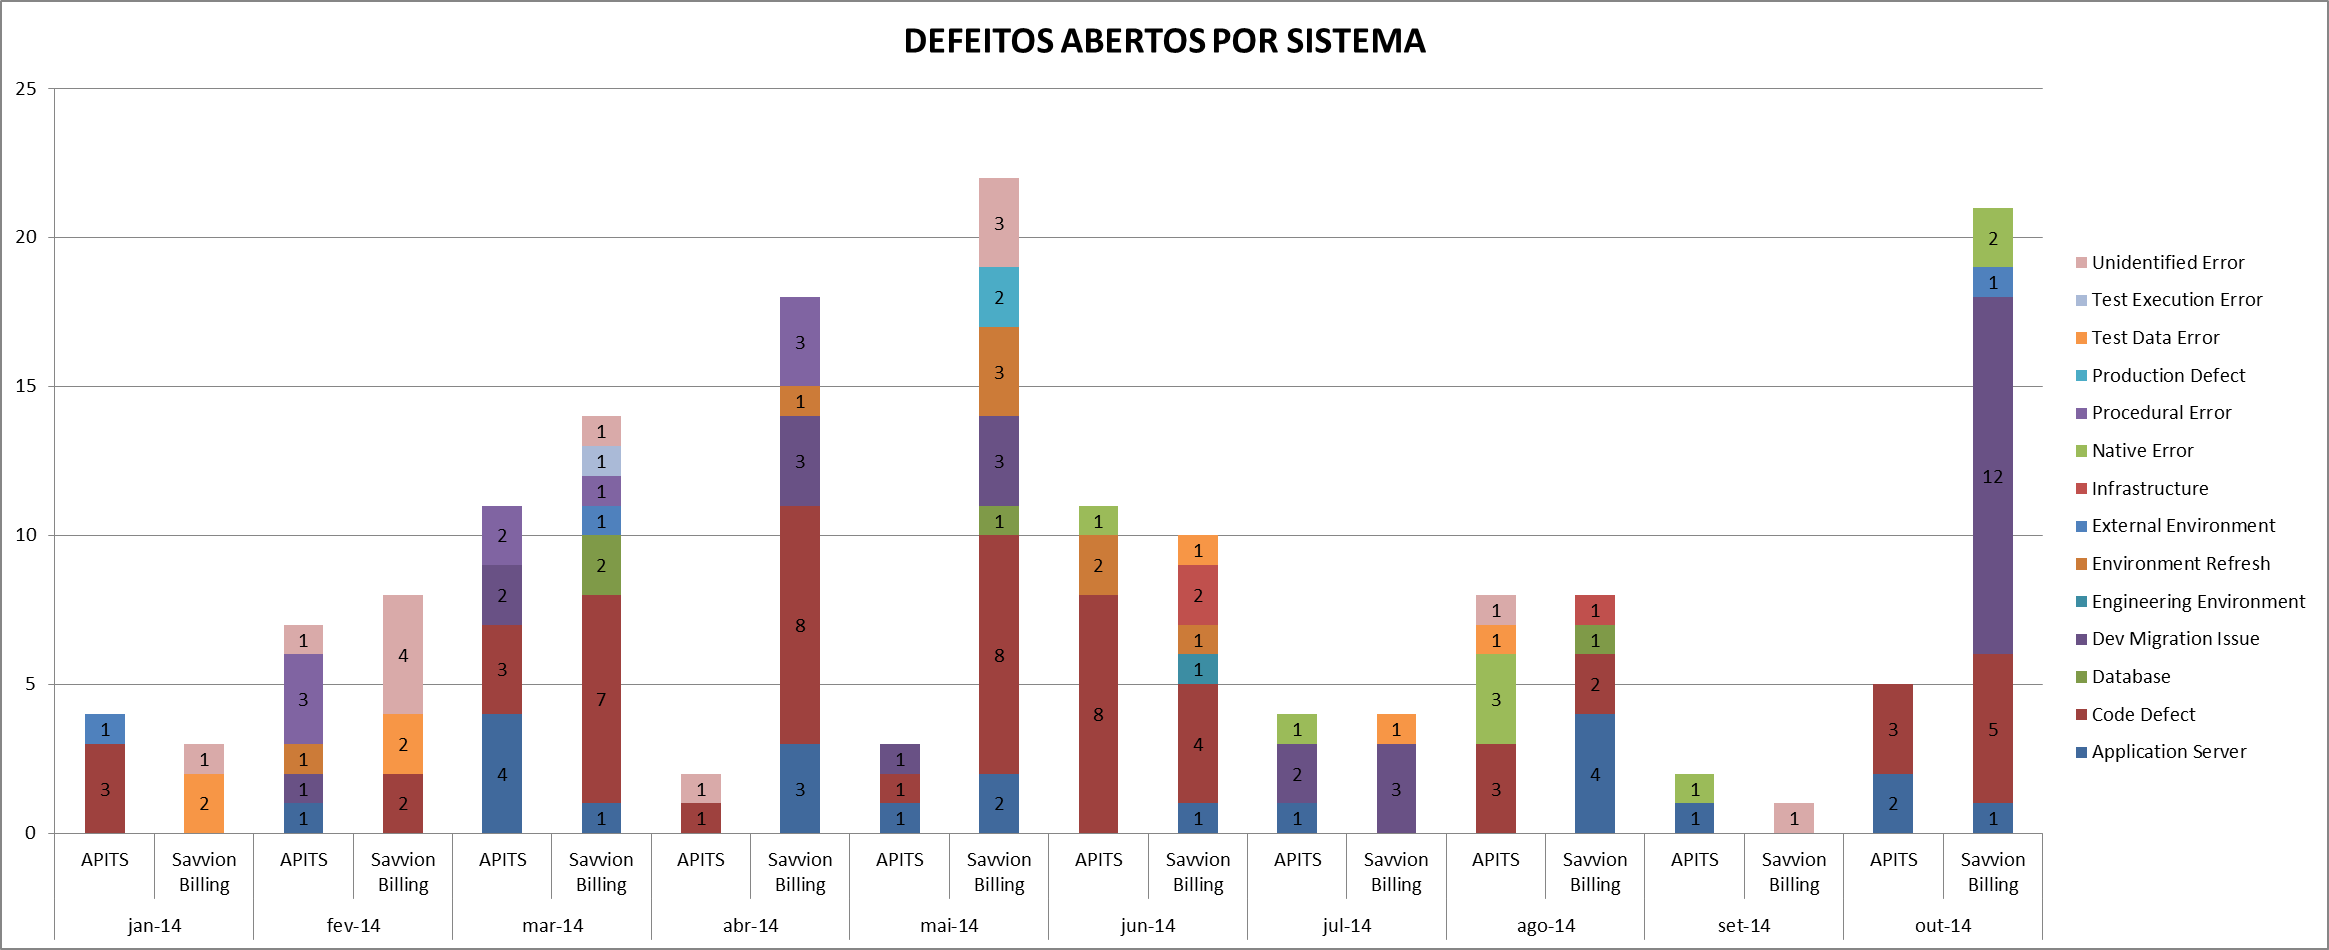 DEFEITOS ABERTOS POR SISTEMA
25
20
15
10
5
0
1
3
1
2
1
3
1
1
1
4
2
2
2
2
3
4
1
1
1
1
2
7
1
1
1
3
1
3
8
3
1
1
1
3
2
3
3
1
8
2
1
2
8
1
2
1
1
4
1
1
2
1
1
3
1
1
3
3
1
1
2
4
1
1
1
3
2
2
1
12
5
1
APITS
Savvion Billing
APITS
Savvion Billing
APITS
Savvion Billing
APITS
Savvion Billing
APITS
Savvion Billing
APITS
Savvion Billing
APITS
Savvion Billing
APITS
Savvion Billing
APITS
Savvion Billing
APITS
Savvion Billing
jan-14
fev-14
mar-14
abr-14
mai-14
jun-14
jul-14
ago-14
set-14
out-14
Unidentified Error
Test Execution Error
Test Data Error
Production Defect
Procedural Error
Native Error
Infrastructure
External Environment
Environment Refresh
Engineering Environment
Dev Migration Issue
Database
Code Defect
Application Server